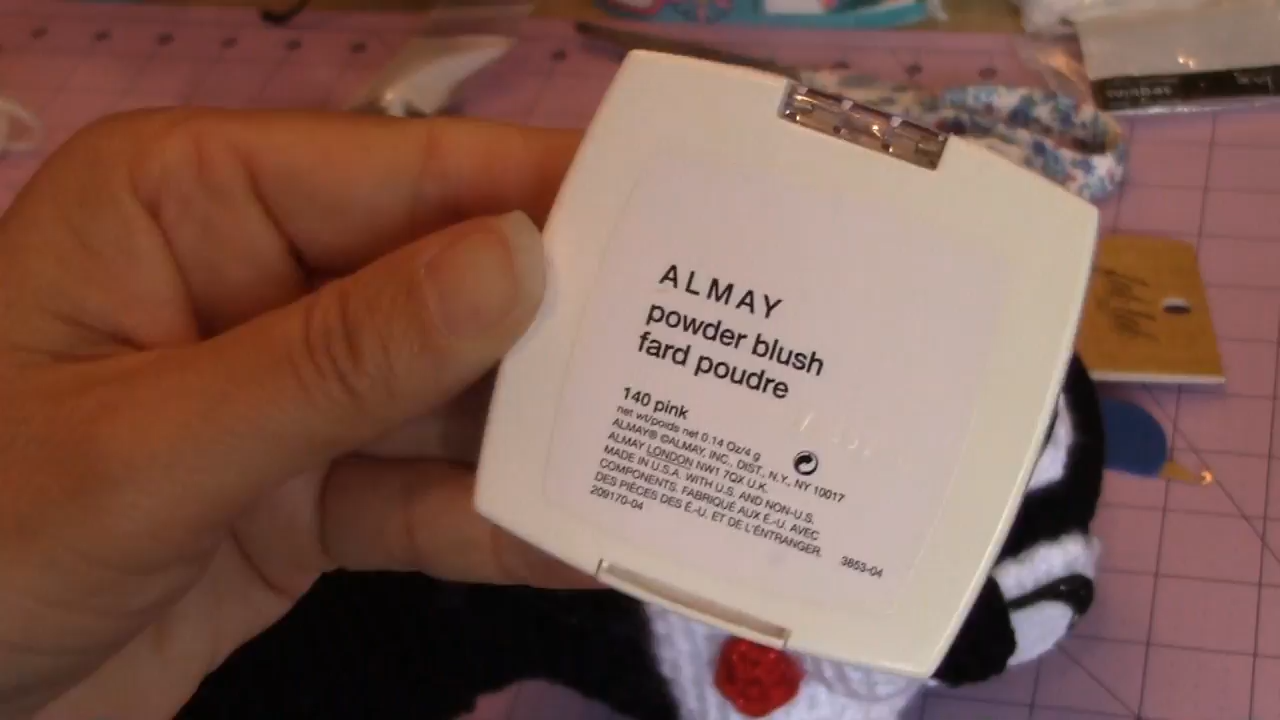 ALMAY
powder blush
fard poudre
140 pink
net wt/poids net 0.14 Oz/4 g
ALMAY® ©ALMAY, INC., DIST., N.Y., NY 10017
ALMAY LONDON NW1 7QX U.K.
MADE IN U.S.A. WITH U.S. AND NON-U.S.
COMPONENTS. FABRIQUÉ AUX É.-U. AVEC
DES PIÈCES DES É.-U. ET DE L'ÉNTRANGER.
209170-04
3853-04